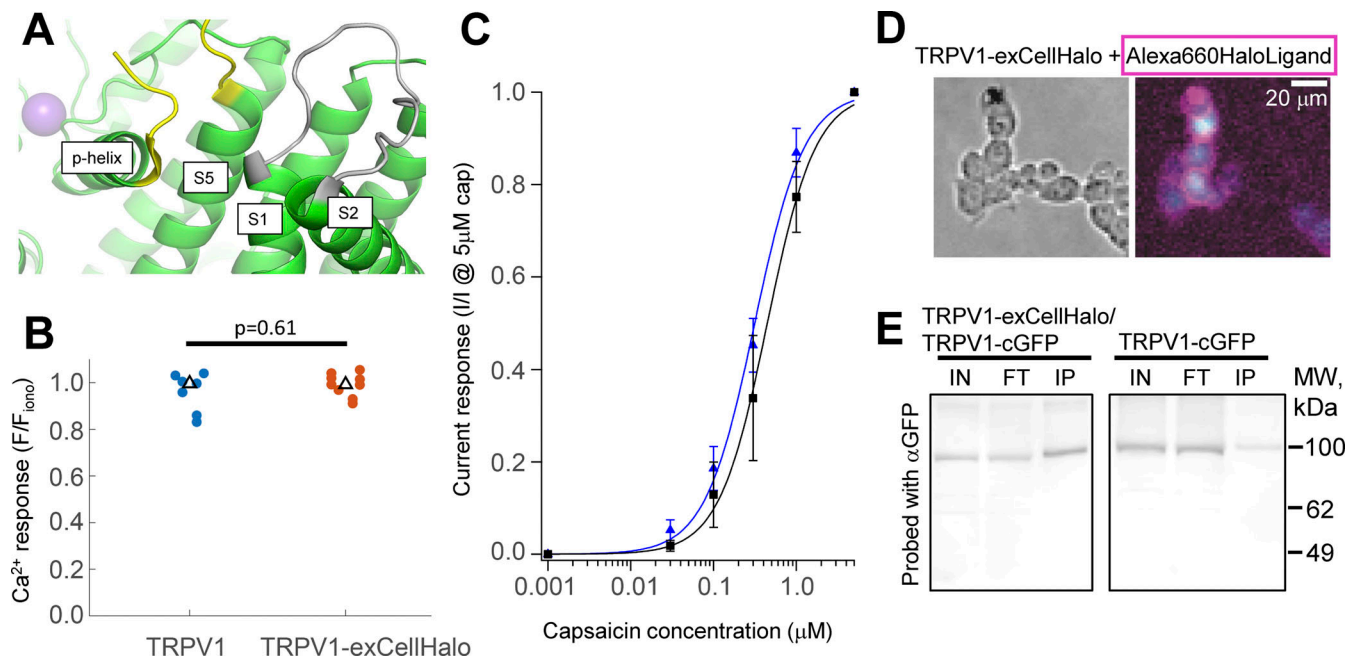 A
p-helix
S5
S1
S2
B
p=0.61
Ca²⁺ response (F/Fiono)
1.0
0.8
0.6
0.4
0.2
0.0
TRPV1
TRPV1-exCellHalo
C
Current response (I/I @ 5μM cap)
1.0
0.8
0.6
0.4
0.2
0.0
0.001
0.1
1.0
Capsaicin concentration (μM)
D
TRPV1-exCellHalo + Alexa660HaloLigand
20 μm
E
TRPV1-exCellHalo/
TRPV1-cGFP
TRPV1-cGFP
IN FT IP
IN FT IP
MW,
kDa
Probed with αGFP
100
62
49